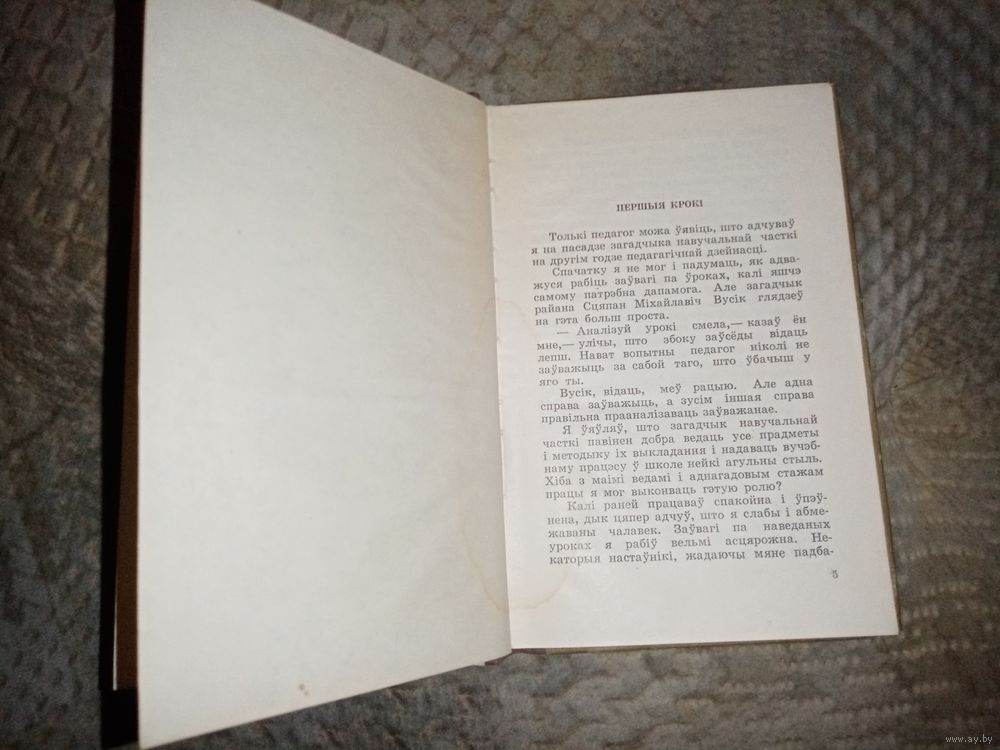 ПЕРШЫЯ КРОКІ
Толькі педагог можа ўявіць, што адчуваў
я на пасадзе загадчыка навучальнай часткі
на другім годзе педагагічнай дзейнасці.
Спачатку я не мог і падумаць, як адва-
жуся рабіць заўвагі па ўроках, калі яшчэ
самому патрэбна дапамога. Але загадчык
райана Сцяпан Міхайлавіч Вусік глядзеў
на гэта больш проста.
— Аналізуй урокі смела,— казаў ён
мне,— улічы, што збоку заўсёды відаць
лепш. Нават вопытны педагог ніколі не
заўважыць за сабой таго, што ўбачыш у
яго ты.
Вусік, відаць, меў рацыю. Але адна
справа заўважыць, а зусім іншая справа
правільна прааналізаваць заўважанае.
Я ўяўляў, што загадчык навучальнай
часткі павінен добра ведаць усе прадметы
і методыку іх выкладання і надаваць вучэб-
наму працэсу ў школе нейкі агульны стыль.
Хіба з маімі ведамі і аднагадовым стажам
працы я мог выконваць гэтую ролю?
Калі раней працаваў спакойна і ўпэў-
нена, дык цяпер адчуў, што я слабы і абме-
жаваны чалавек. Заўвагі па наведаных
уроках я рабіў вельмі асцярожна. Не-
каторыя настаўнікі, жадаючы мяне падба-
5
www.ay.by